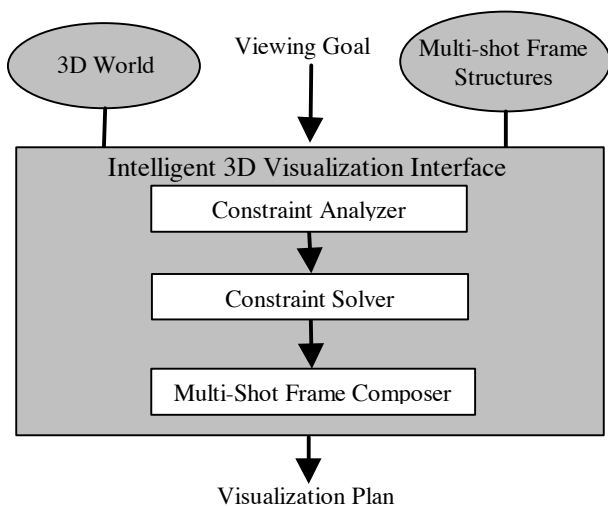 3D World
Viewing Goal
Multi-shot Frame
Structures
Intelligent 3D Visualization Interface
Constraint Analyzer
Constraint Solver
Multi-Shot Frame Composer
Visualization Plan